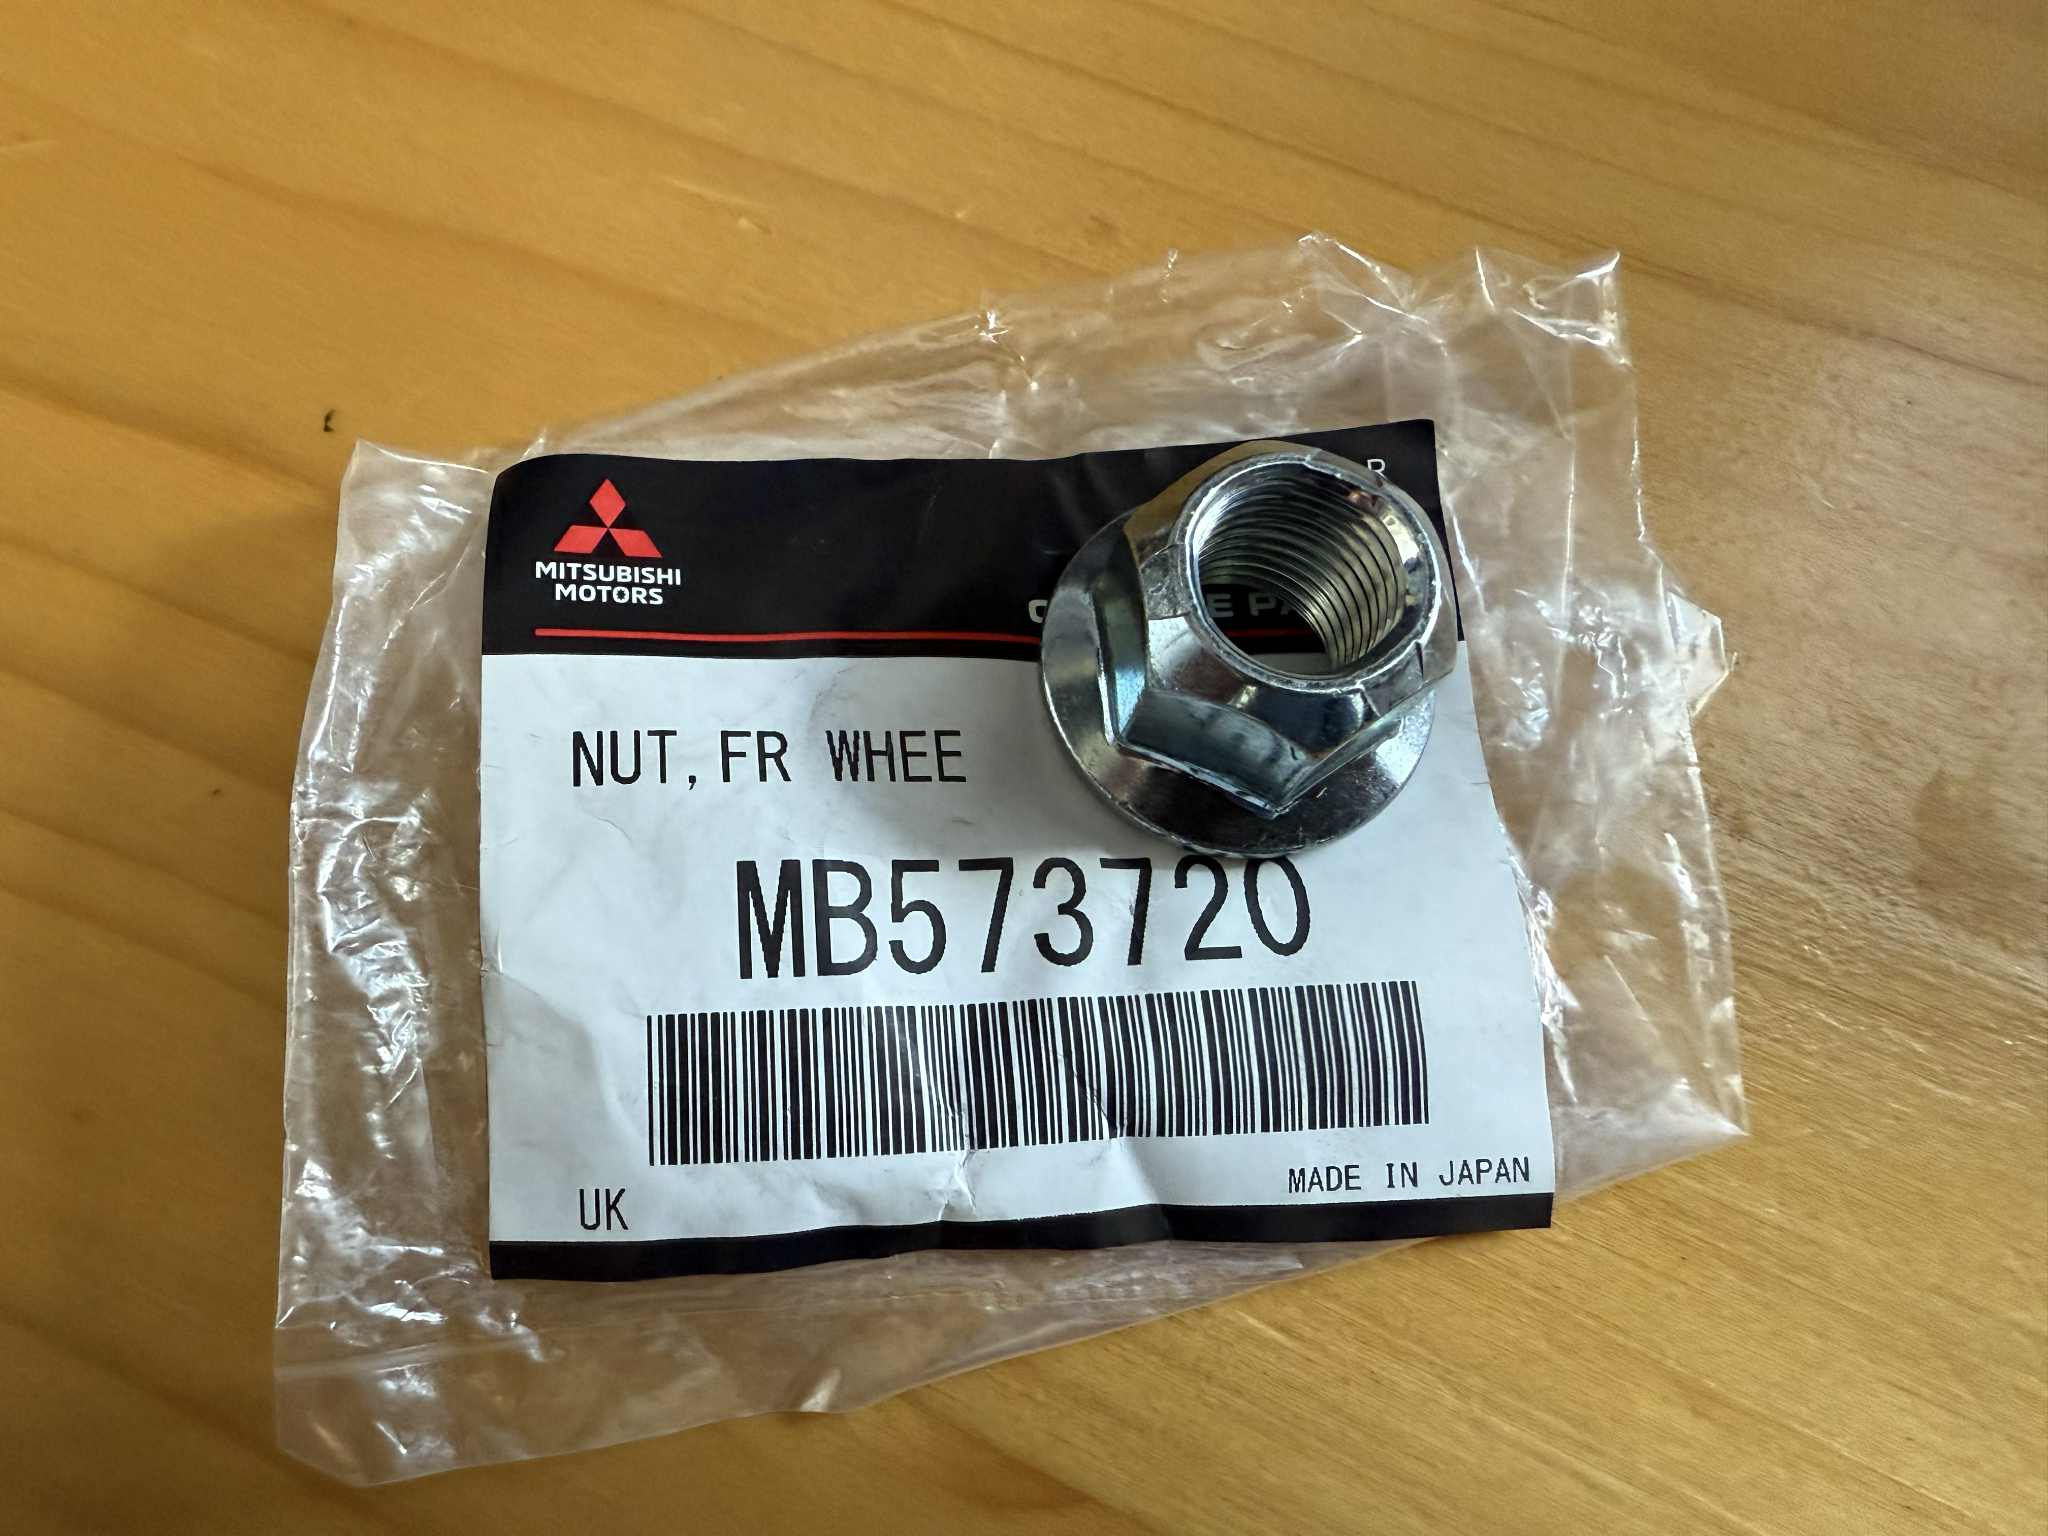 MITSUBISHI
MOTORS
NUT, FR WHEE
MB573720
UK
MADE IN JAPAN